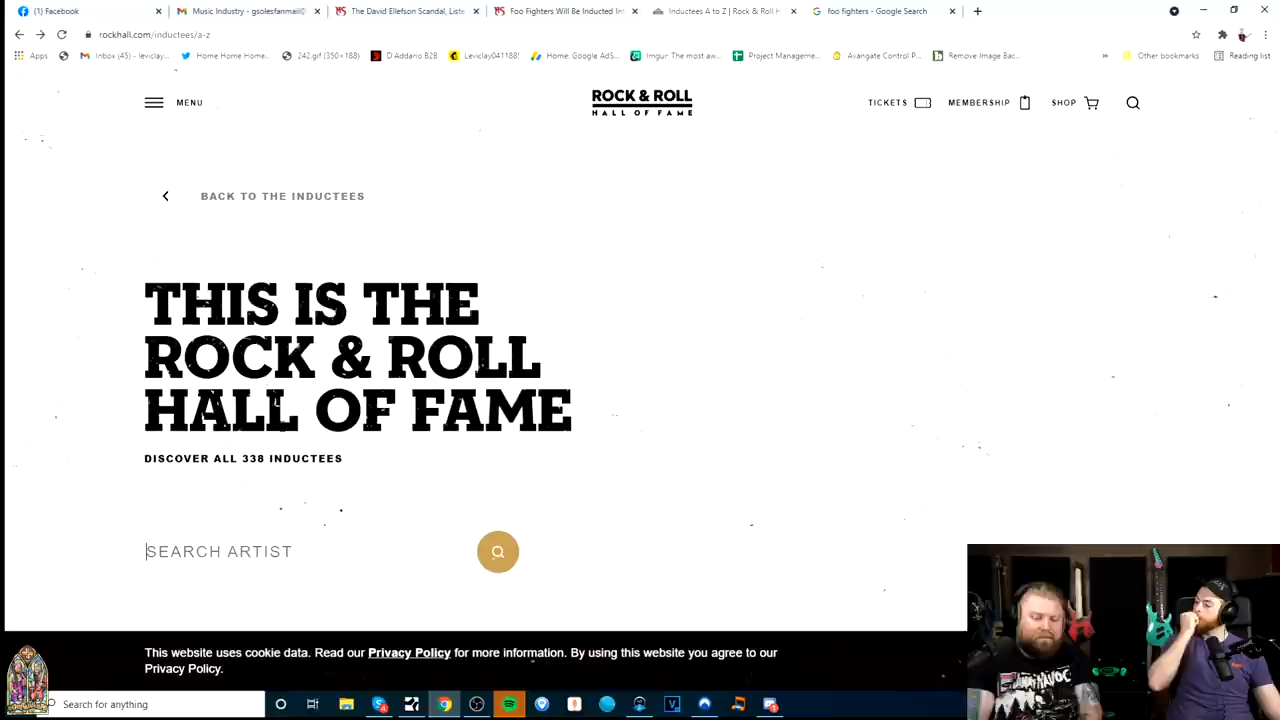 (1) Facebook
Music Industry - gsolesfanmail@
The David Ellefson Scandal, Liste
Foo Fighters Will Be Inducted Int
Inductees A to Z | Rock & Roll H
foo fighters - Google Search
rockhall.com/inductees/a-z
Apps
Inbox (45) - leviclay...
Home Home Home...
242.gif (350×188)
D'Addario B2B
Leviclay041188!
Home: Google AdS...
Imgur: The most aw...
Project Manageme...
Avangate Control P...
Remove Image Bac...
»
Other bookmarks
Reading list
MENU
ROCK & ROLL
HALL OF FAME
TICKETS
MEMBERSHIP
SHOP
BACK TO THE INDUCTEES
THIS IS THE
ROCK & ROLL
HALL OF FAME
DISCOVER ALL 338 INDUCTEES
SEARCH ARTIST
This website uses cookie data. Read our Privacy Policy for more information. By using this website you agree to our
Privacy Policy.
Search for anything